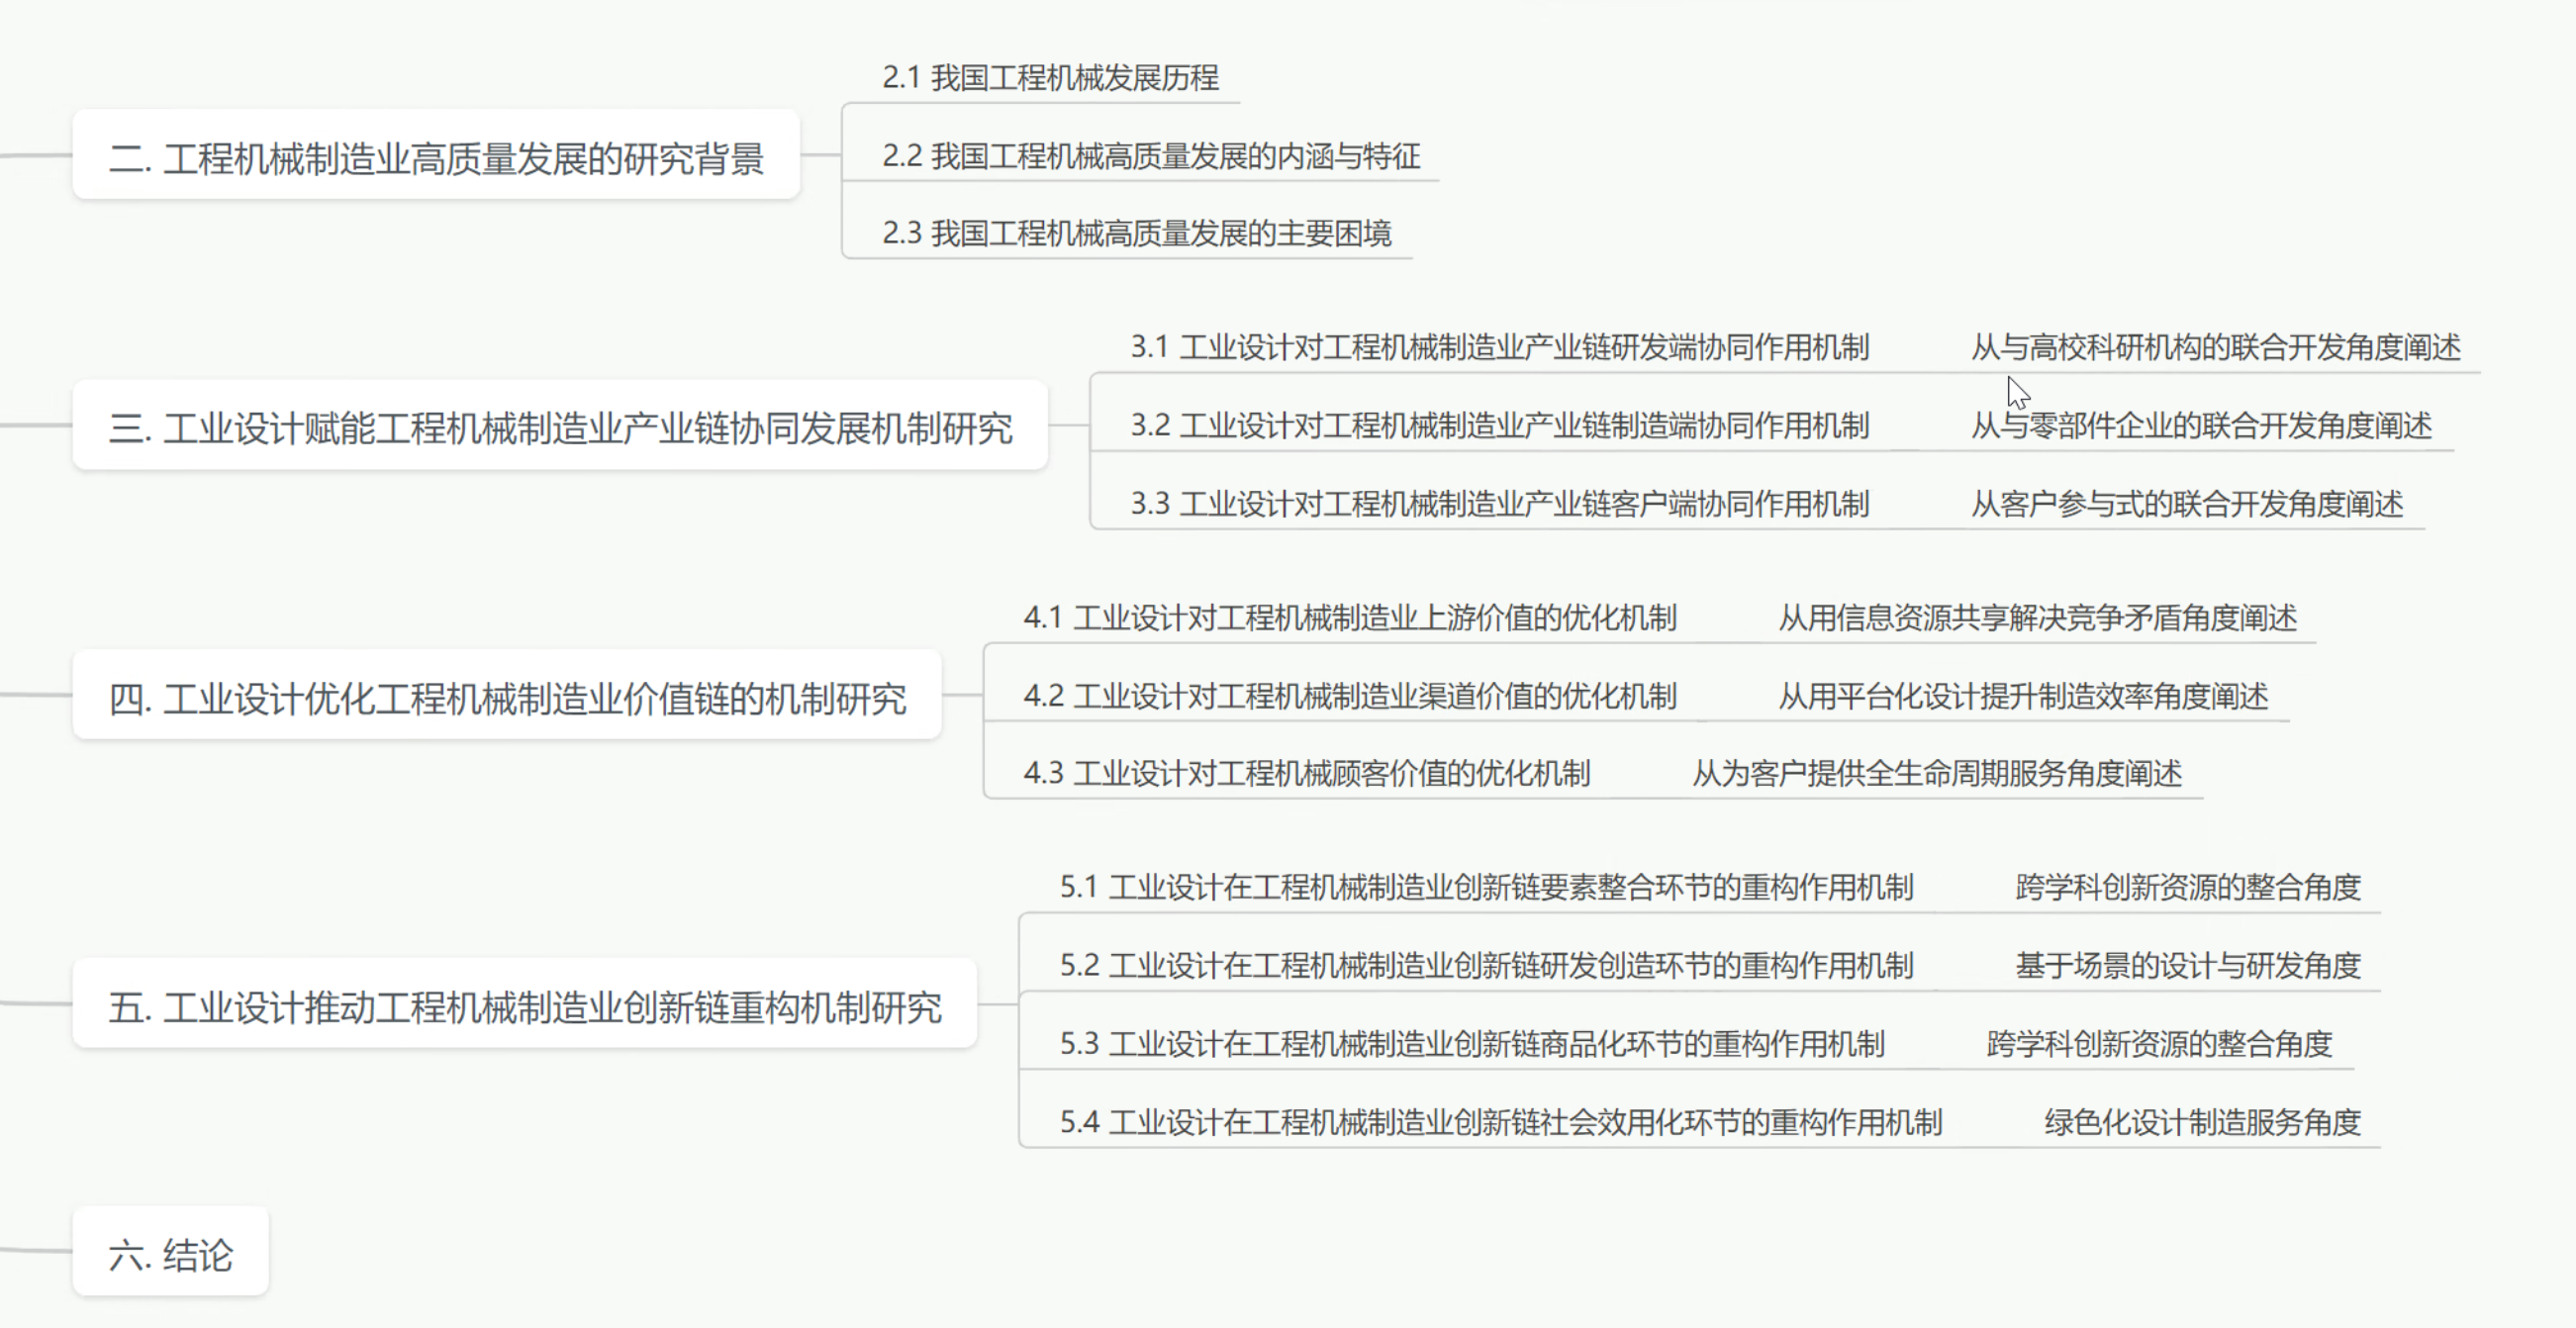 二. 工程机械制造业高质量发展的研究背景
2.1 我国工程机械发展历程
2.2 我国工程机械高质量发展的内涵与特征
2.3 我国工程机械高质量发展的主要困境
三. 工业设计赋能工程机械制造业产业链协同发展机制研究
3.1 工业设计对工程机械制造业产业链研发端协同作用机制 从与高校科研机构的联合开发角度阐述
3.2 工业设计对工程机械制造业产业链制造端协同作用机制 从与零部件企业的联合开发角度阐述
3.3 工业设计对工程机械制造业产业链客户端协同作用机制 从客户参与式的联合开发角度阐述
四. 工业设计优化工程机械制造业价值链的机制研究
4.1 工业设计对工程机械制造业上游价值的优化机制 从用信息资源共享解决竞争矛盾角度阐述
4.2 工业设计对工程机械制造业渠道价值的优化机制 从用平台化设计提升制造效率角度阐述
4.3 工业设计对工程机械顾客价值的优化机制 从为客户提供全生命周期服务角度阐述
五. 工业设计推动工程机械制造业创新链重构机制研究
5.1 工业设计在工程机械制造业创新链要素整合环节的重构作用机制 跨学科创新资源的整合角度
5.2 工业设计在工程机械制造业创新链研发创造环节的重构作用机制 基于场景的设计与研发角度
5.3 工业设计在工程机械制造业创新链商品化环节的重构作用机制 跨学科创新资源的整合角度
5.4 工业设计在工程机械制造业创新链社会效用化环节的重构作用机制 绿色化设计制造服务角度
六. 结论